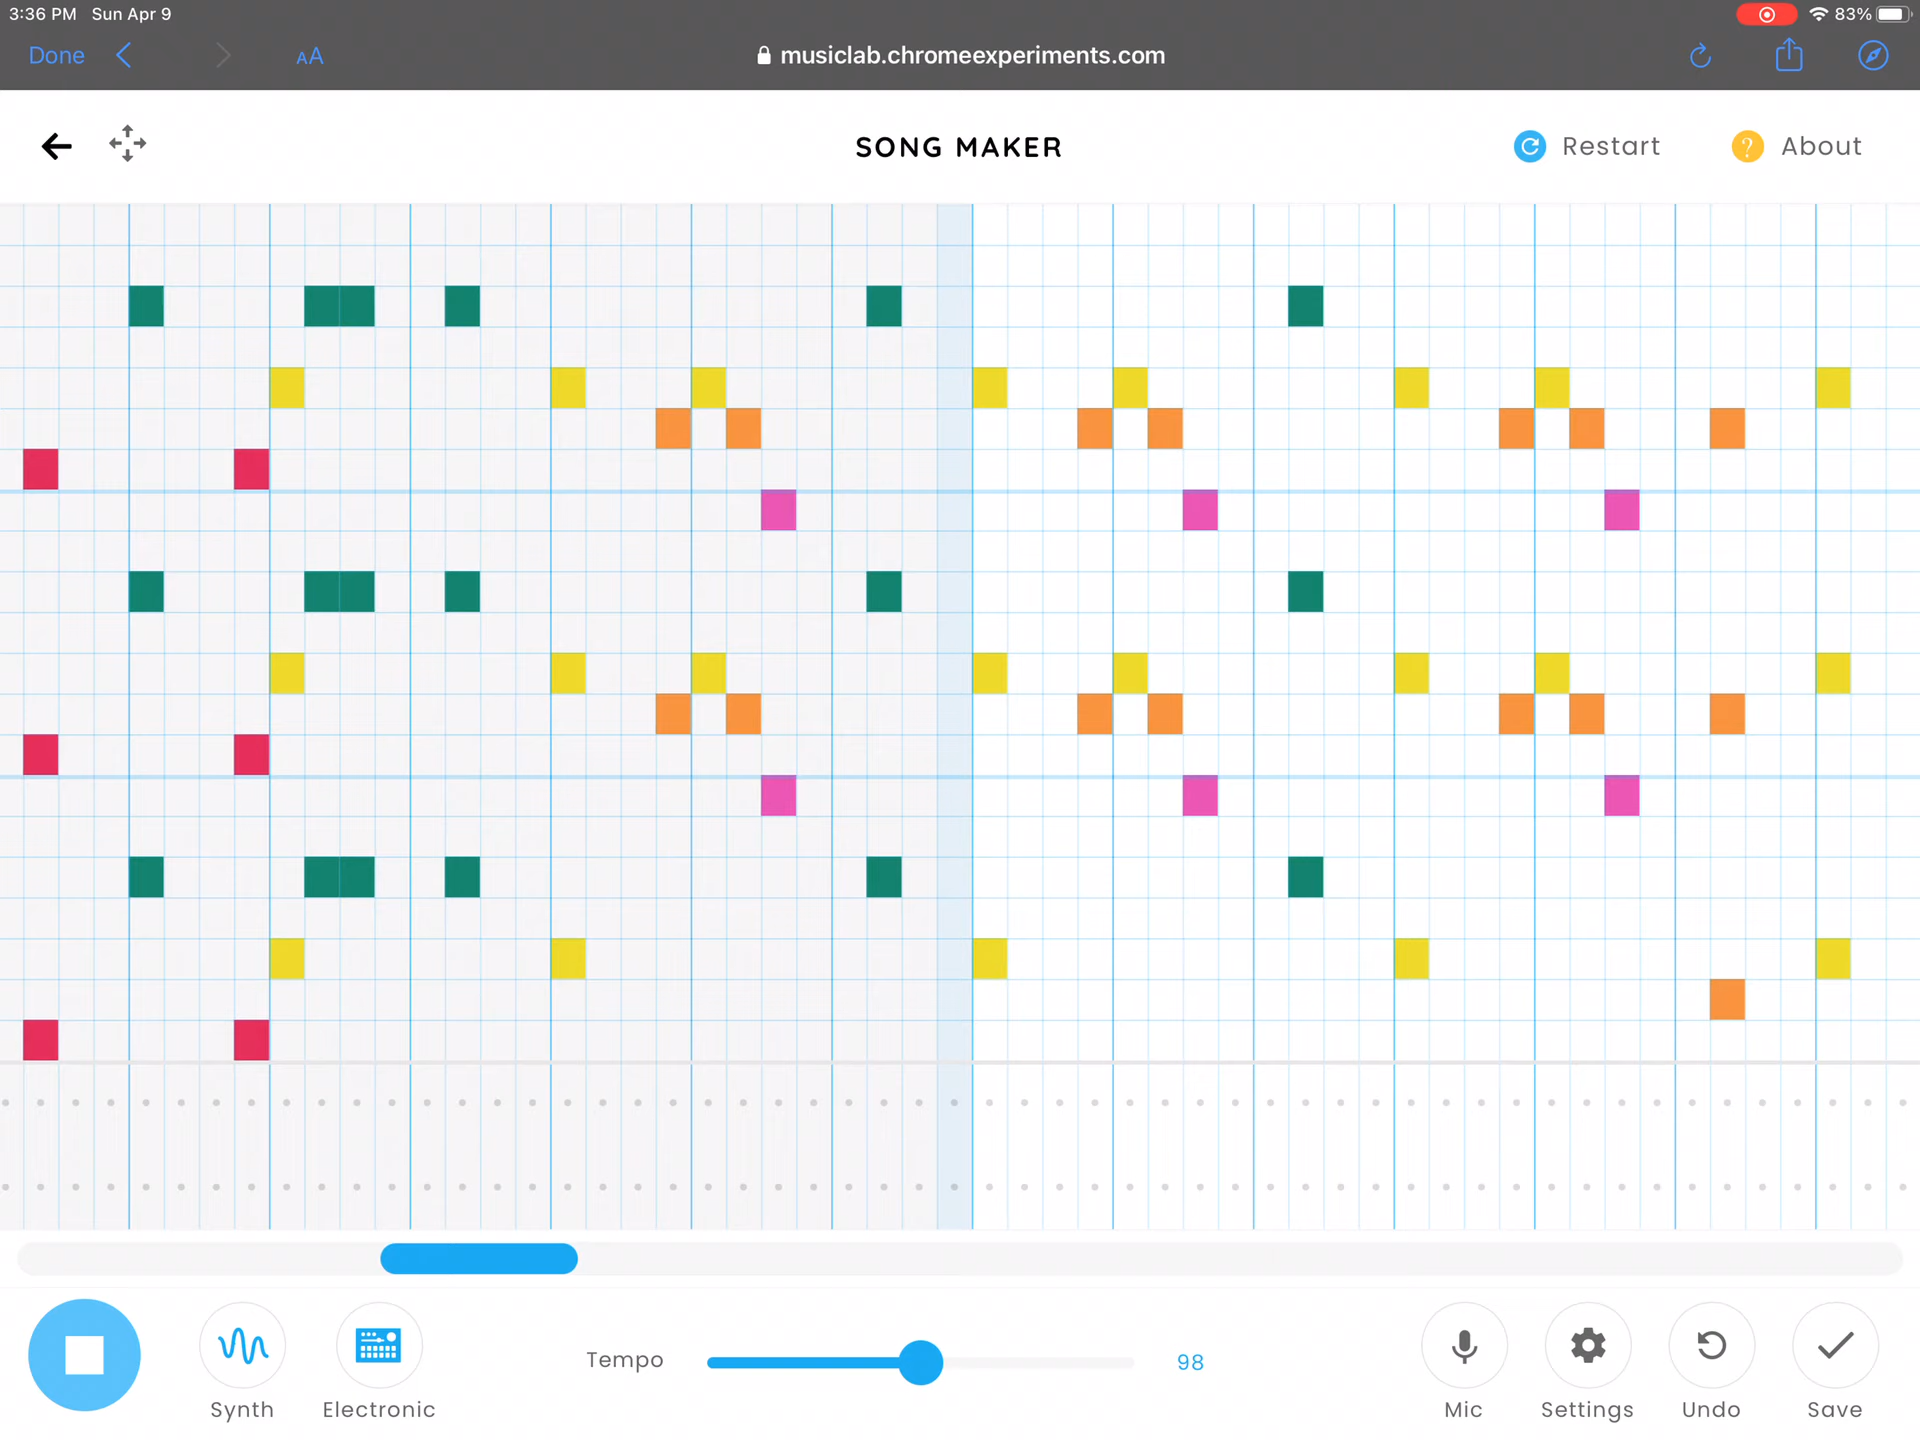 3:36 PM Sun Apr 9
83%
Done
AA
musiclab.chromeexperiments.com
SONG MAKER
Restart
? About
Tempo
98
Synth
Electronic
Mic
Settings
Undo
Save